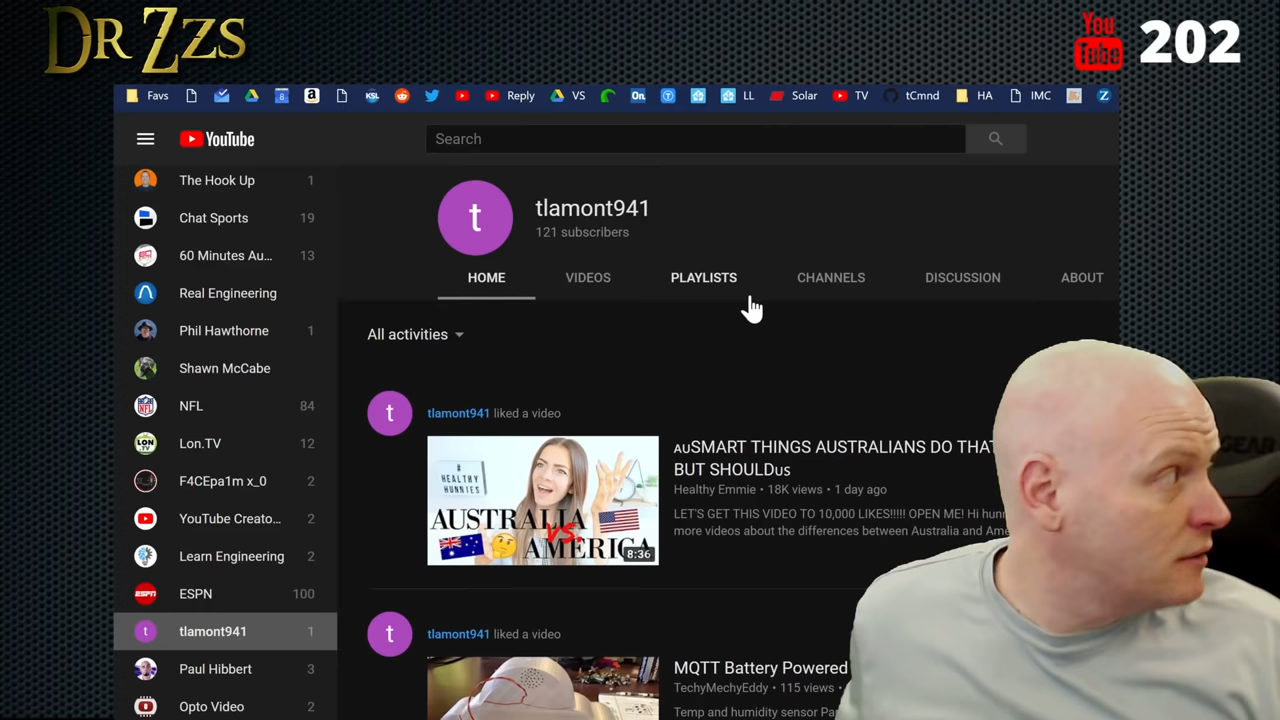 DR ZZS
You Tube 202
Favs Reply VS On. LL Solar TV tCmnd HA IMC Z
YouTube
Search
The Hook Up 1
Chat Sports 19
60 Minutes Au... 13
Real Engineering
Phil Hawthorne 1
Shawn McCabe
NFL 84
Lon.TV 12
F4CEpa1m x_0 2
YouTube Creato... 2
Learn Engineering 2
ESPN 100
tlamont941 1
Paul Hibbert 3
Opto Video 2
t
tlamont941
121 subscribers
HOME VIDEOS PLAYLISTS CHANNELS DISCUSSION ABOUT
All activities
t
tlamont941 liked a video
# HEALTHY HUNNIES
AUSTRALIA
vs.
AMERICA
8:36
AUSMART THINGS AUSTRALIANS DO THAT
BUT SHOULDus
Healthy Emmie • 18K views • 1 day ago
LET'S GET THIS VIDEO TO 10,000 LIKES!!!!! OPEN ME! Hi hunn
more videos about the differences between Australia and Ame
t
tlamont941 liked a video
MQTT Battery Powered
TechyMechyEddy • 115 views •
Temp and humidity sensor Par
GEAR